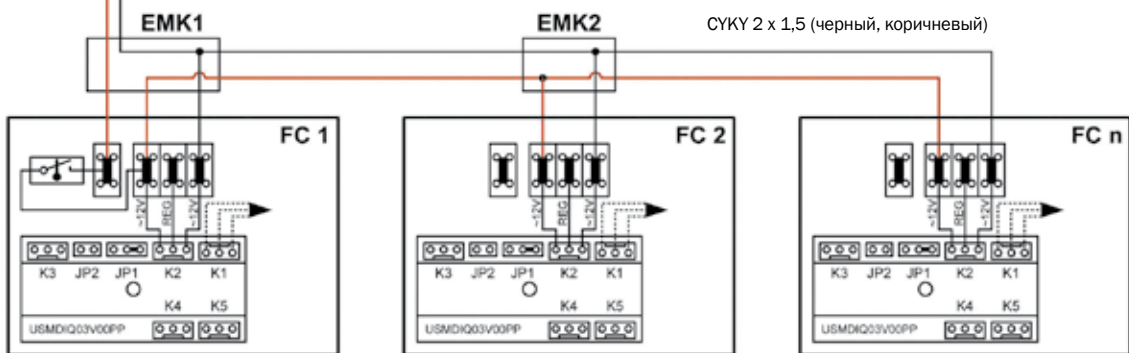 EMK1
EMK2
CYKY 2 x 1,5 (черный, коричневый)
FC 1
FC 2
FC n
~12V
REG
~12V
~12V
REG
~12V
~12V
REG
~12V
K3 JP2 JP1 K2 K1
K3 JP2 JP1 K2 K1
K3 JP2 JP1 K2 K1
K4 K5
K4 K5
K4 K5
USMDIQ03V00PP
USMDIQ03V00PP
USMDIQ03V00PP